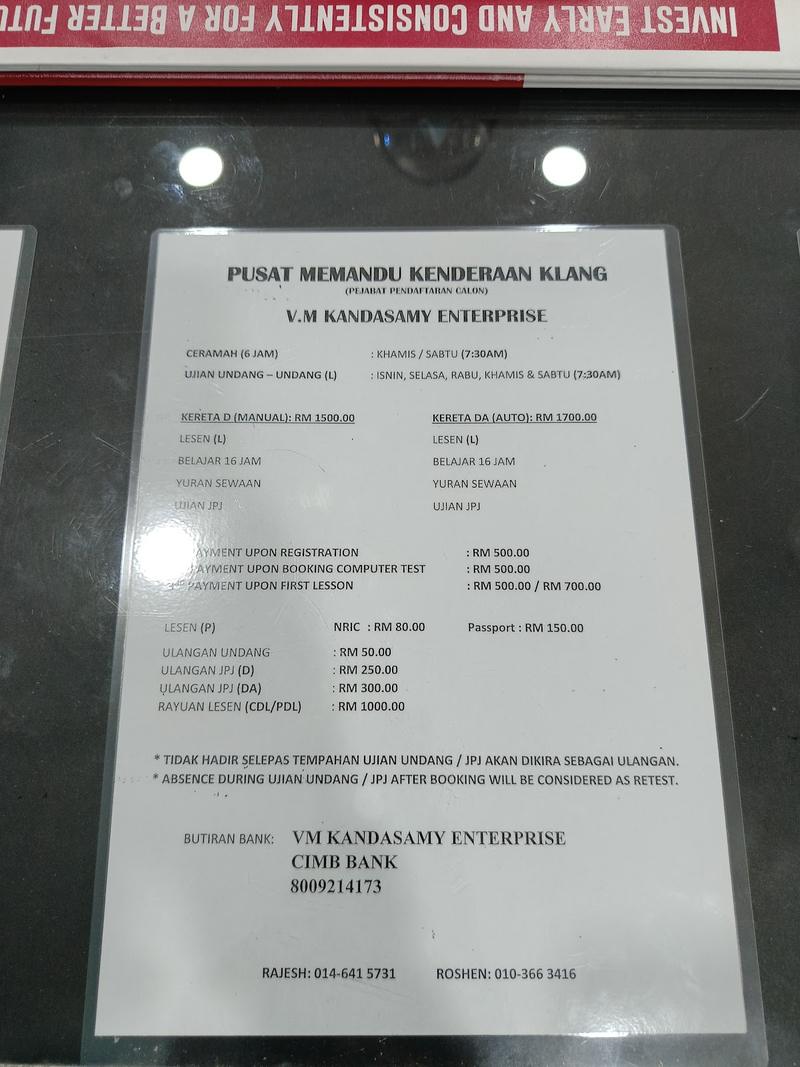 INVEST EARLY AND CONSISTENTLY FOR A BETTER
PUSAT MEMANDU KENDERAAN KLANG
(PEJABAT PENDAFTARAN CALON)
V.M KANDASAMY ENTERPRISE
CERAMAH (6 JAM) : KHAMIS / SABTU (7:30AM)
UJIAN UNDANG – UNDANG (L) : ISNIN, SELASA, RABU, KHAMIS & SABTU (7:30AM)
KERETA D (MANUAL): RM 1500.00 KERETA DA (AUTO): RM 1700.00
LESEN (L) LESEN (L)
BELAJAR 16 JAM BELAJAR 16 JAM
YURAN SEWAAN YURAN SEWAAN
UJIAN JPJ UJIAN JPJ
PAYMENT UPON REGISTRATION : RM 500.00
PAYMENT UPON BOOKING COMPUTER TEST : RM 500.00
PAYMENT UPON FIRST LESSON : RM 500.00 / RM 700.00
LESEN (P) NRIC : RM 80.00 Passport : RM 150.00
ULANGAN UNDANG : RM 50.00
ULANGAN JPJ (D) : RM 250.00
ULANGAN JPJ (DA) : RM 300.00
RAYUAN LESEN (CDL/PDL) : RM 1000.00
* TIDAK HADIR SELEPAS TEMPAHAN UJIAN UNDANG / JPJ AKAN DIKIRA SEBAGAI ULANGAN.
* ABSENCE DURING UJIAN UNDANG / JPJ AFTER BOOKING WILL BE CONSIDERED AS RETEST.
BUTIRAN BANK: VM KANDASAMY ENTERPRISE
CIMB BANK
8009214173
RAJESH: 014-641 5731 ROSHEN: 010-366 3416